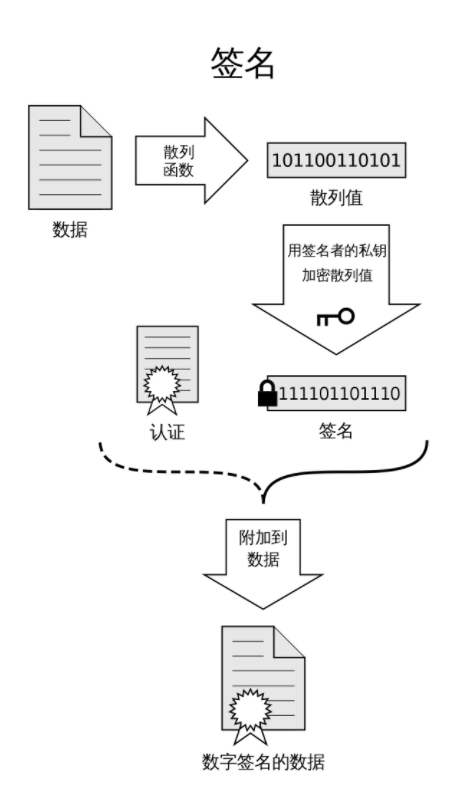 签名
散列
函数
101100110101
数据
散列值
用签名者的私钥
加密散列值
111101101110
认证
签名
附加到
数据
数字签名的数据